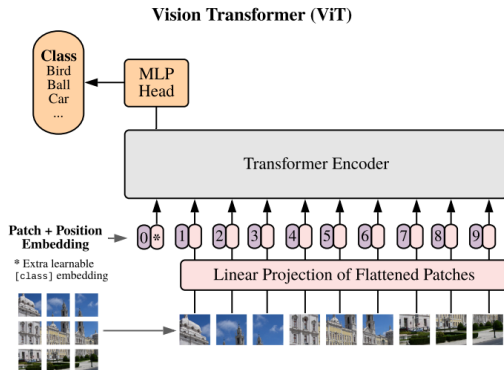 Vision Transformer (ViT)
Class
Bird
Ball
Car
...
MLP
Head
Transformer Encoder
Patch + Position
Embedding
0 * 1 2 3 4 5 6 7 8 9
* Extra learnable
[class] embedding
Linear Projection of Flattened Patches